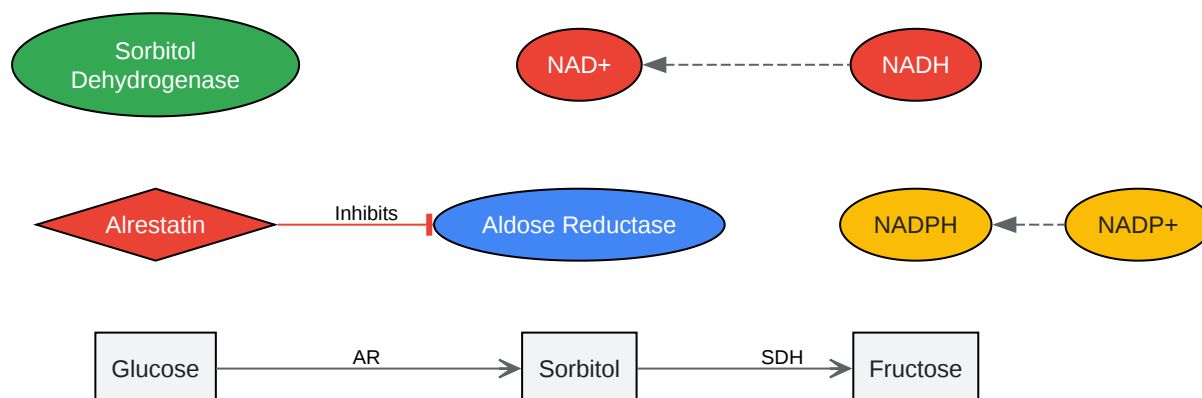 Sorbitol
Dehydrogenase
NAD+
NADH
Alrestatin
Inhibits
Aldose Reductase
NADPH
NADP+
Glucose
AR
Sorbitol
SDH
Fructose